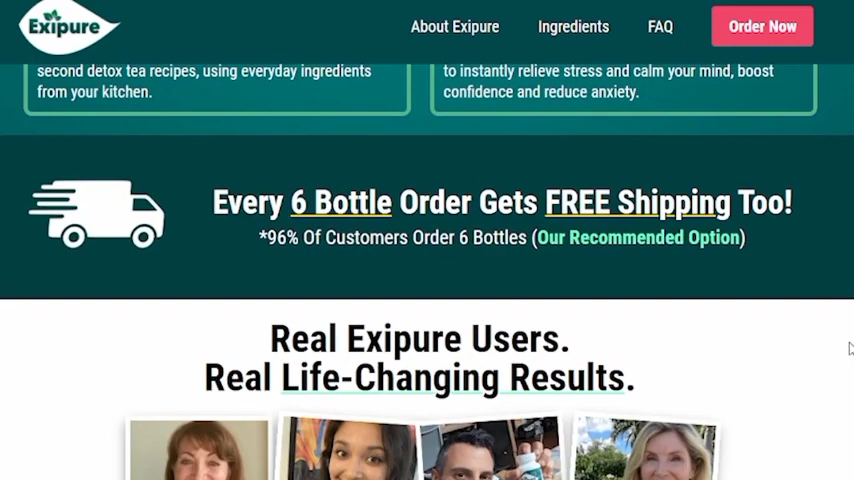 Exipure
About Exipure
Ingredients
FAQ
Order Now
second detox tea recipes, using everyday ingredients
from your kitchen.
to instantly relieve stress and calm your mind, boost
confidence and reduce anxiety.
Every 6 Bottle Order Gets FREE Shipping Too!
*96% Of Customers Order 6 Bottles (Our Recommended Option)
Real Exipure Users.
Real Life-Changing Results.